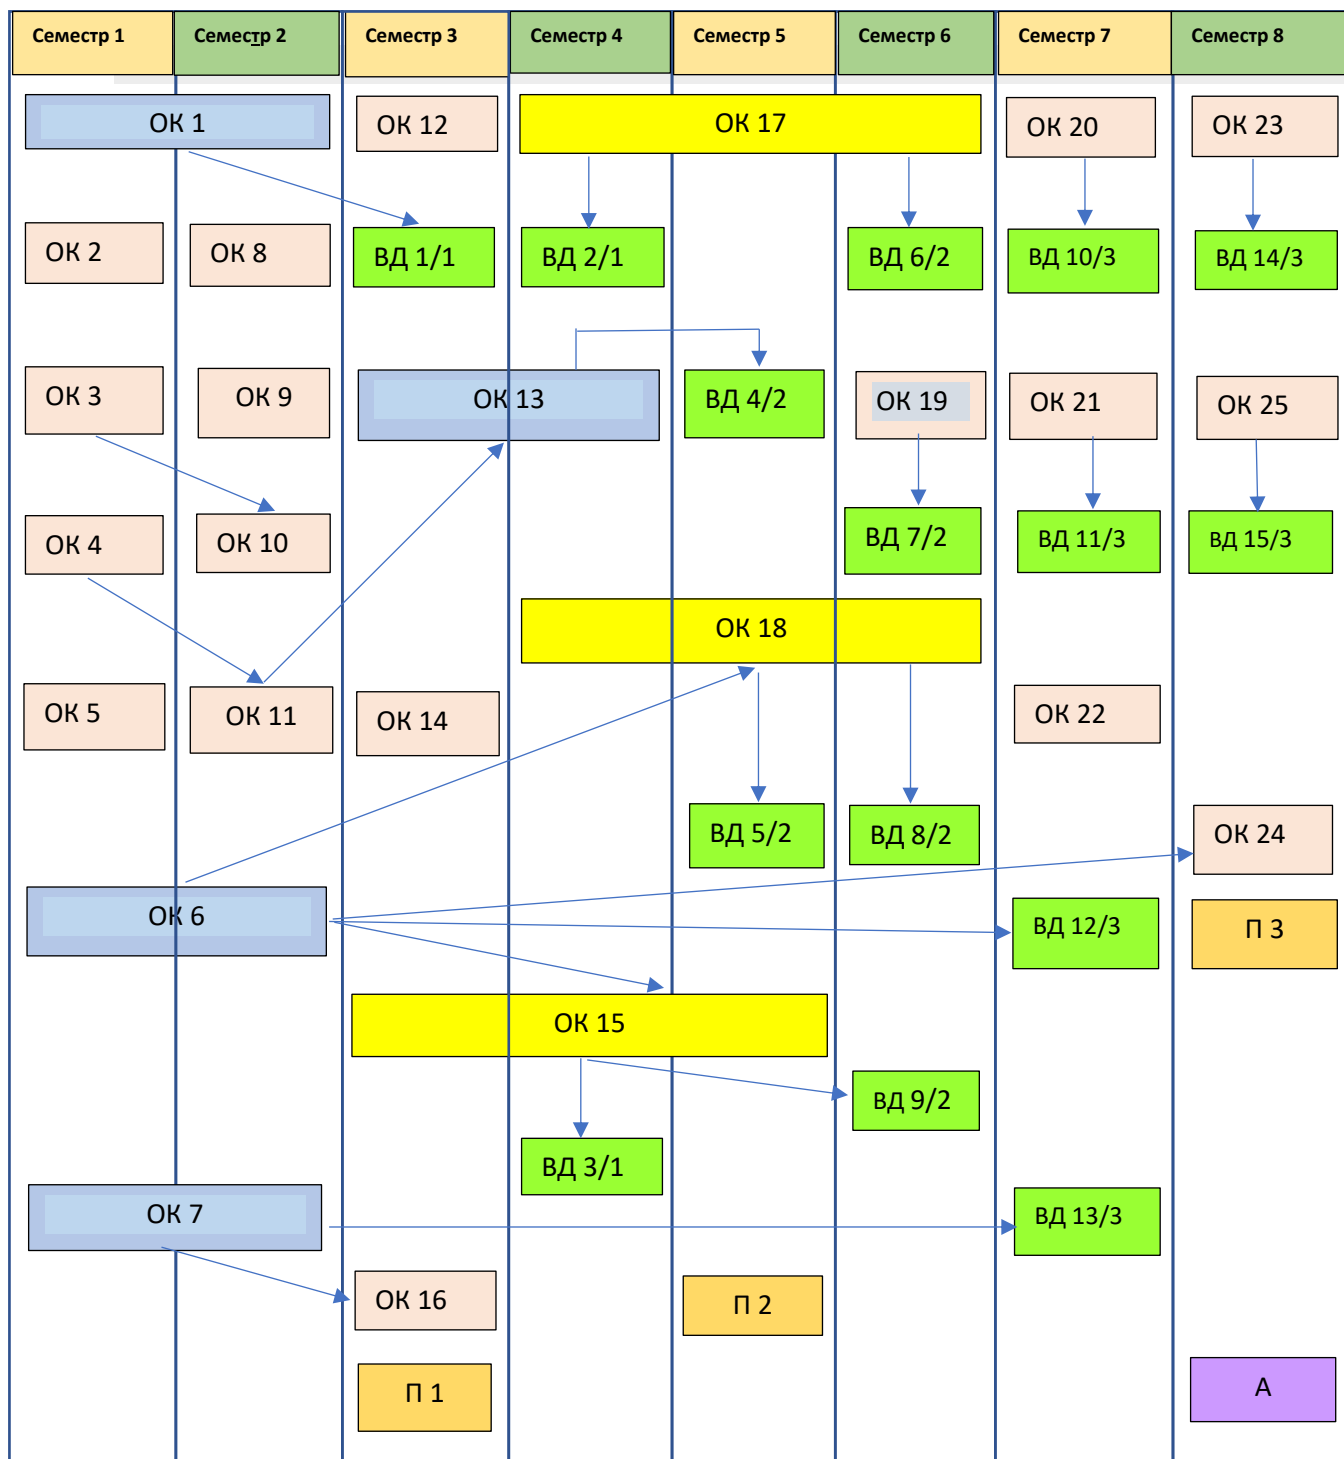 Семестр 1
Семестр 2
Семестр 3
Семестр 4
Семестр 5
Семестр 6
Семестр 7
Семестр 8
ОК 1
ОК 12
ОК 17
ОК 20
ОК 23
ОК 2
ОК 8
ВД 1/1
ВД 2/1
ВД 6/2
ВД 10/3
ВД 14/3
ОК 3
ОК 9
ОК 13
ВД 4/2
ОК 19
ОК 21
ОК 25
ОК 4
ОК 10
ВД 7/2
ВД 11/3
ВД 15/3
ОК 18
ОК 5
ОК 11
ОК 14
ОК 22
ВД 5/2
ВД 8/2
ОК 24
ОК 6
ВД 12/3
П 3
ОК 15
ВД 9/2
ВД 3/1
ОК 7
ВД 13/3
ОК 16
П 2
П 1
А